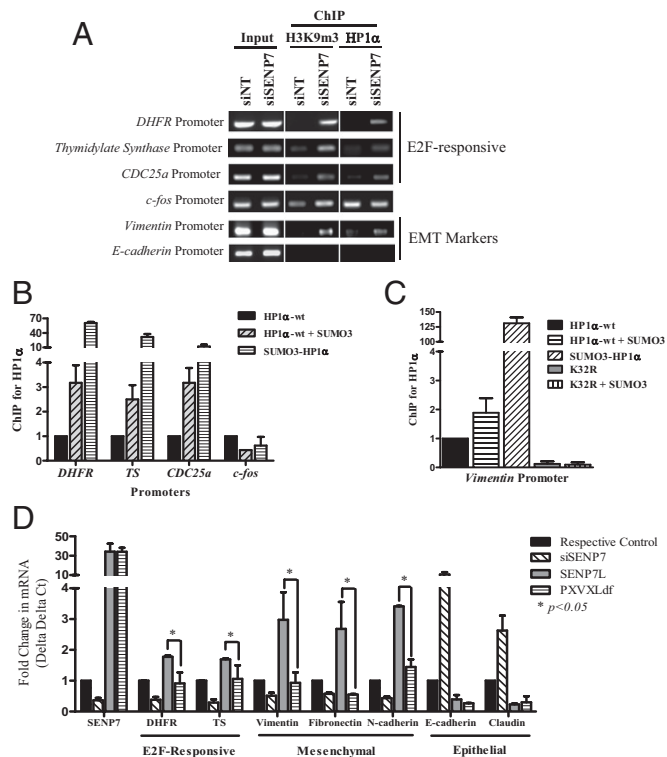 A
ChIP
Input H3K9m3 HP1α
siNT siSENP7 siNT siSENP7 siNT siSENP7
DHFR Promoter
Thymidylate Synthase Promoter
CDC25a Promoter
c-fos Promoter
Vimentin Promoter
E-cadherin Promoter
E2F-responsive
EMT Markers
B
ChIP for HP1α
70
40
10
4
3
2
1
0
DHFR TS CDC25a c-fos
Promoters
HP1α-wt
HP1α-wt + SUMO3
SUMO3-HP1α
C
ChIP for HP1α
150
125
100
75
50
25
4
3
2
1
0
Vimentin Promoter
HP1α-wt
HP1α-wt + SUMO3
SUMO3-HP1α
K32R
K32R + SUMO3
D
Fold Change in mRNA
(Delta Delta Ct)
50
30
10
4
3
2
1
0
* * * * *
SENP7 DHFR TS Vimentin Fibronectin N-cadherin E-cadherin Claudin
E2F-Responsive Mesenchymal Epithelial
Respective Control
siSENP7
SENP7L
PXVXLdf
* p<0.05